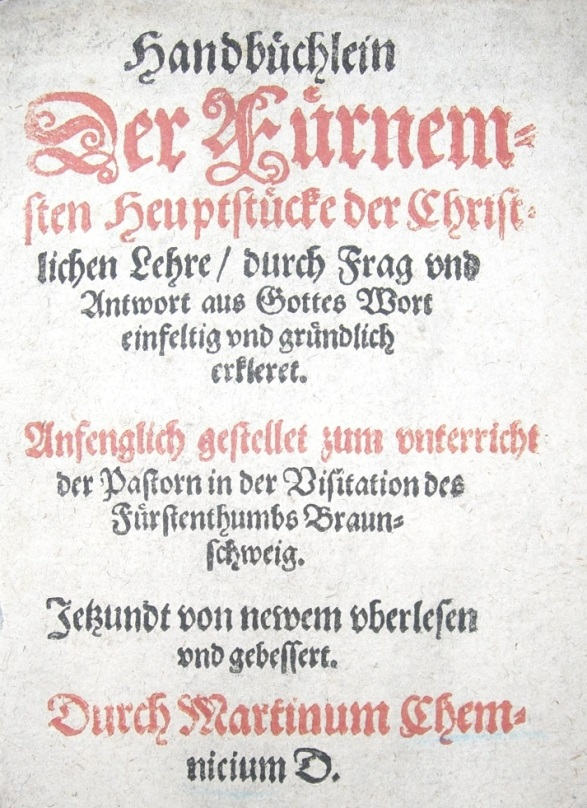 Handbüchlein
Der Fürnem-
sten Heuptstücke der Christ-
lichen Lehre / durch Frag vnd
Antwort aus Gottes Wort
einfeltig vnd gründlich
erkleret.
Anfenglich gestellet zum vnterricht
der Pastorn in der Visitation des
Fürstenthumbs Braun-
schweig.
Jetzundt von newem vberlesen
vnd gebessert.
Durch Martinum Chem-
nicium D.